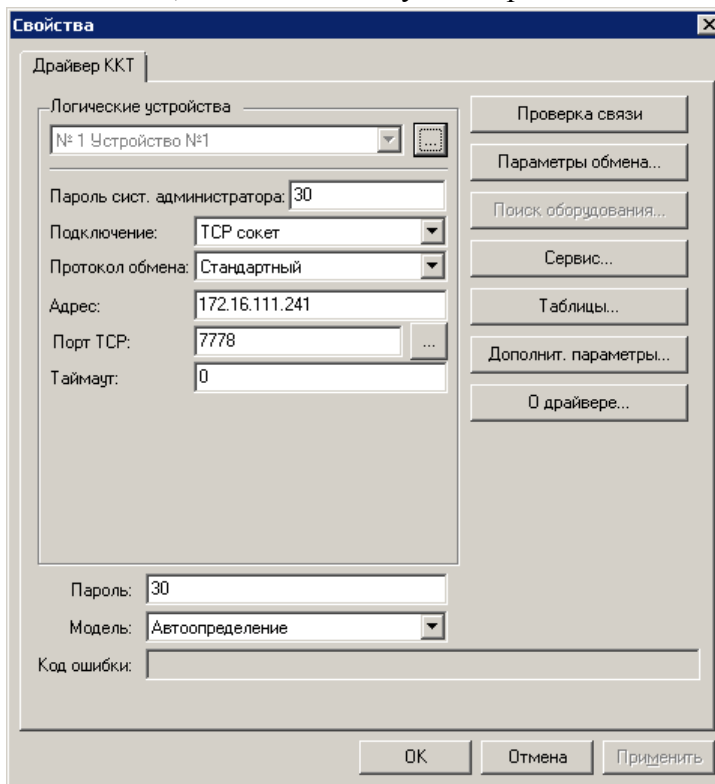 Свойства
Драйвер ККТ
Логические устройства
№ 1 Устройство №1
...
Проверка связи
Параметры обмена...
Пароль сист. администратора: 30
Поиск оборудования...
Подключение: TCP сокет
Протокол обмена: Стандартный
Сервис...
Адрес: 172.16.111.241
Таблицы...
Порт TCP: 7778
...
Дополнит. параметры...
Таймаут: 0
О драйвере...
Пароль: 30
Модель: Автоопределение
Код ошибки:
OK
Отмена
Применить